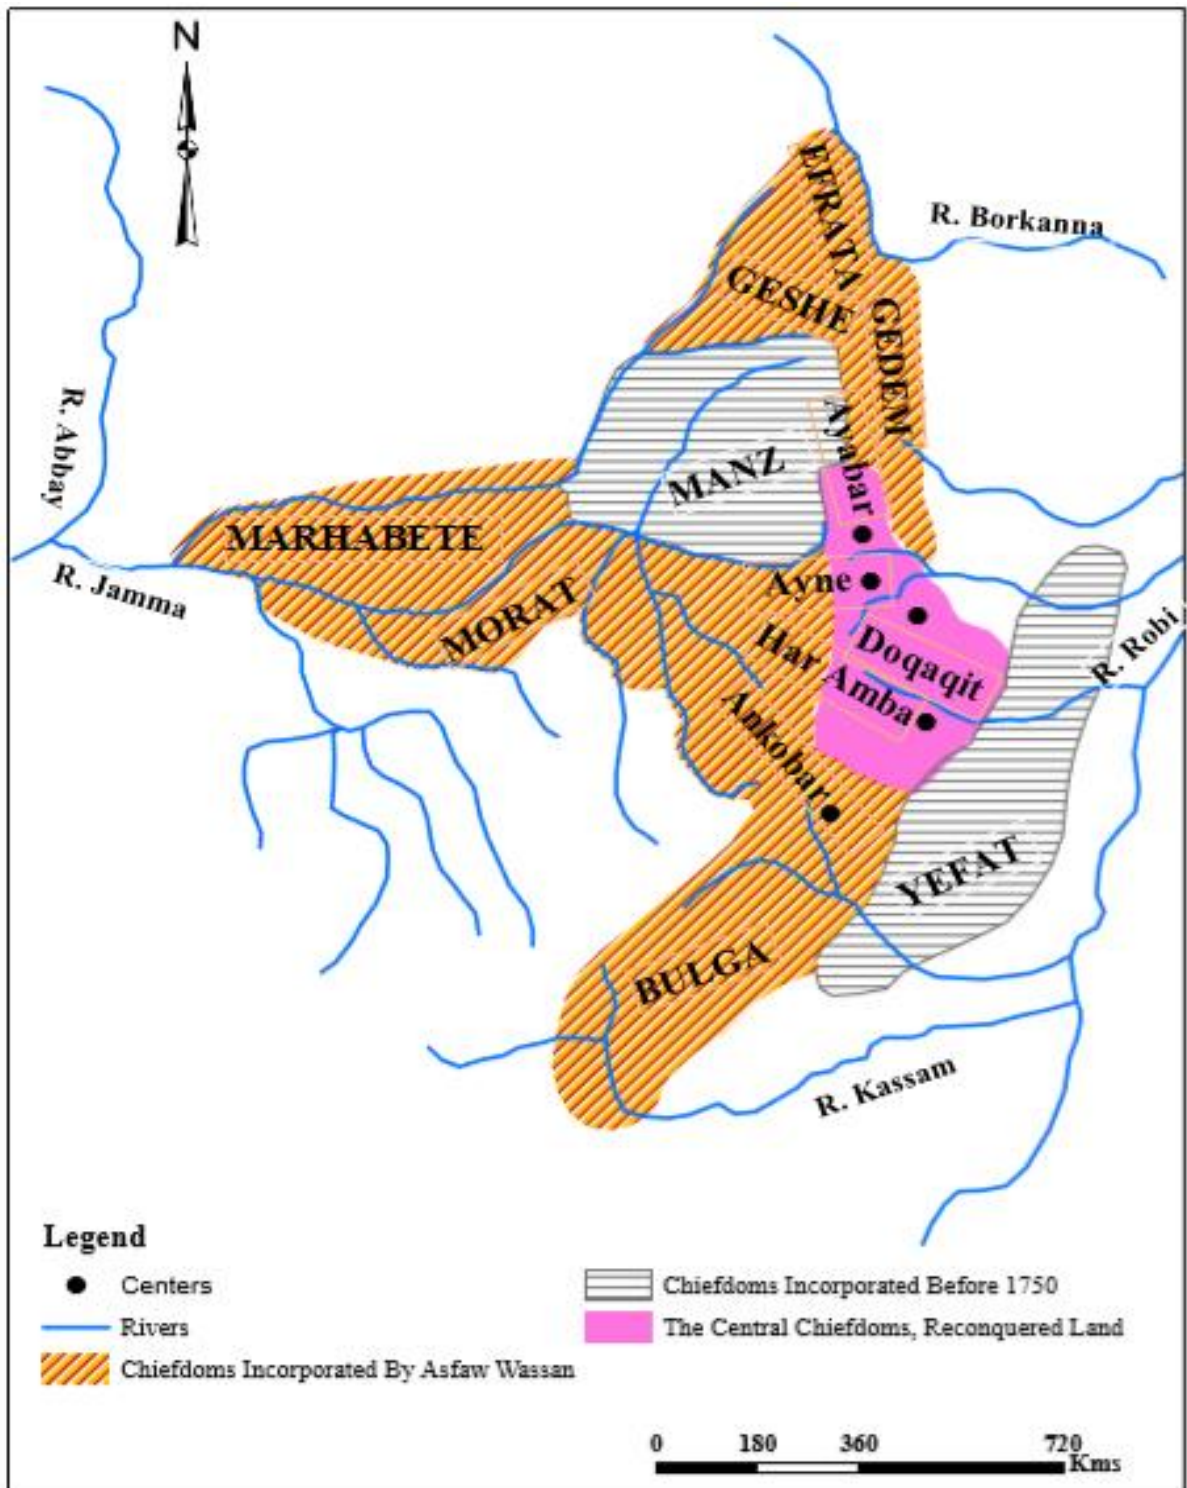 N
EFRATA
R. Borkanna
GESHE
GEDEM
R. Abbay
Ayabar
MANZ
MARHABETE
R. Jamma
Ayne
MORAT
Har Amba
Doqaqit
R. Robi
Ankobar
YEFAT
BULGA
R. Kassam
Legend
Centers
Rivers
Chiefdoms Incorporated By Asfaw Wassan
Chiefdoms Incorporated Before 1750
The Central Chiefdoms, Reconquered Land
0 180 360 720
Kms